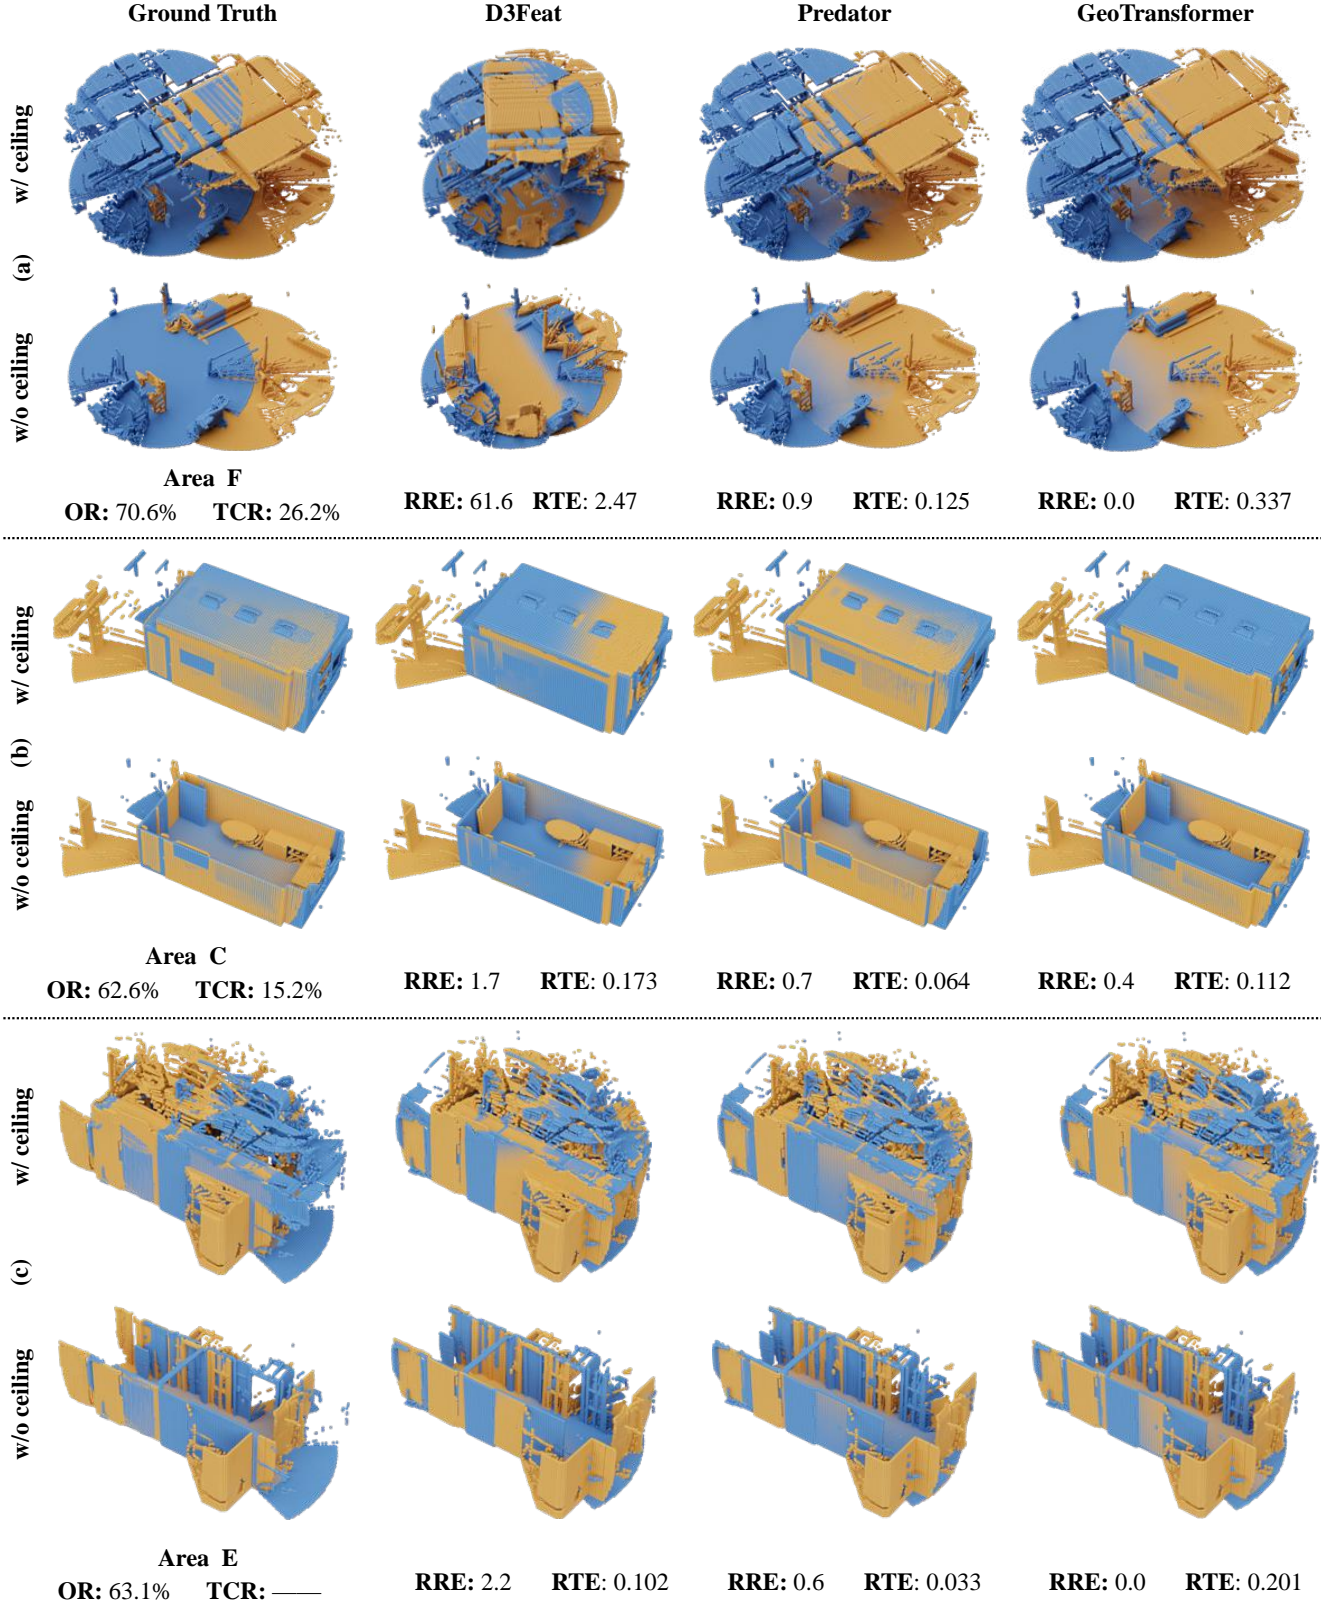 Ground Truth D3Feat Predator GeoTransformer
w/ ceiling
(a)
w/o ceiling
Area F
OR: 70.6% TCR: 26.2% RRE: 61.6 RTE: 2.47 RRE: 0.9 RTE: 0.125 RRE: 0.0 RTE: 0.337
w/ ceiling
(b)
w/o ceiling
Area C
OR: 62.6% TCR: 15.2% RRE: 1.7 RTE: 0.173 RRE: 0.7 RTE: 0.064 RRE: 0.4 RTE: 0.112
w/ ceiling
(c)
w/o ceiling
Area E
OR: 63.1% TCR: —— RRE: 2.2 RTE: 0.102 RRE: 0.6 RTE: 0.033 RRE: 0.0 RTE: 0.201